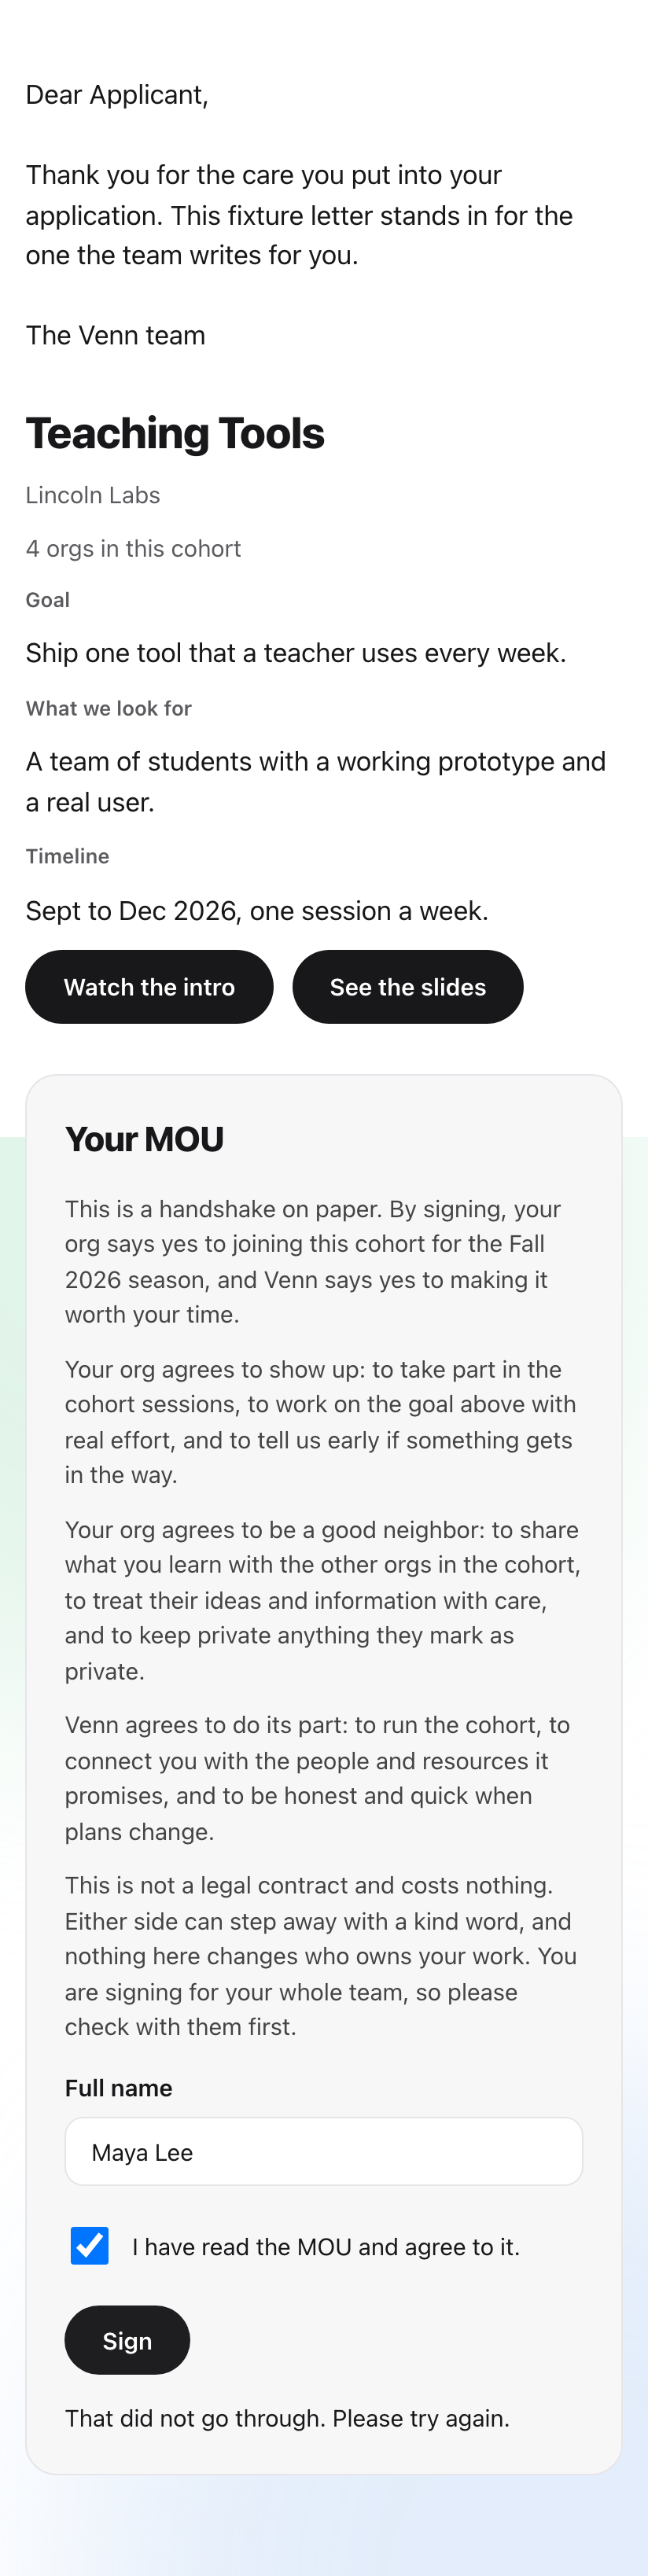 Dear Applicant,
Thank you for the care you put into your
application. This fixture letter stands in for the
one the team writes for you.
The Venn team
Teaching Tools
Lincoln Labs
4 orgs in this cohort
Goal
Ship one tool that a teacher uses every week.
What we look for
A team of students with a working prototype and
a real user.
Timeline
Sept to Dec 2026, one session a week.
Watch the intro See the slides
Your MOU
This is a handshake on paper. By signing, your
org says yes to joining this cohort for the Fall
2026 season, and Venn says yes to making it
worth your time.
Your org agrees to show up: to take part in the
cohort sessions, to work on the goal above with
real effort, and to tell us early if something gets
in the way.
Your org agrees to be a good neighbor: to share
what you learn with the other orgs in the cohort,
to treat their ideas and information with care,
and to keep private anything they mark as
private.
Venn agrees to do its part: to run the cohort, to
connect you with the people and resources it
promises, and to be honest and quick when
plans change.
This is not a legal contract and costs nothing.
Either side can step away with a kind word, and
nothing here changes who owns your work. You
are signing for your whole team, so please
check with them first.
Full name
Maya Lee
I have read the MOU and agree to it.
Sign
That did not go through. Please try again.